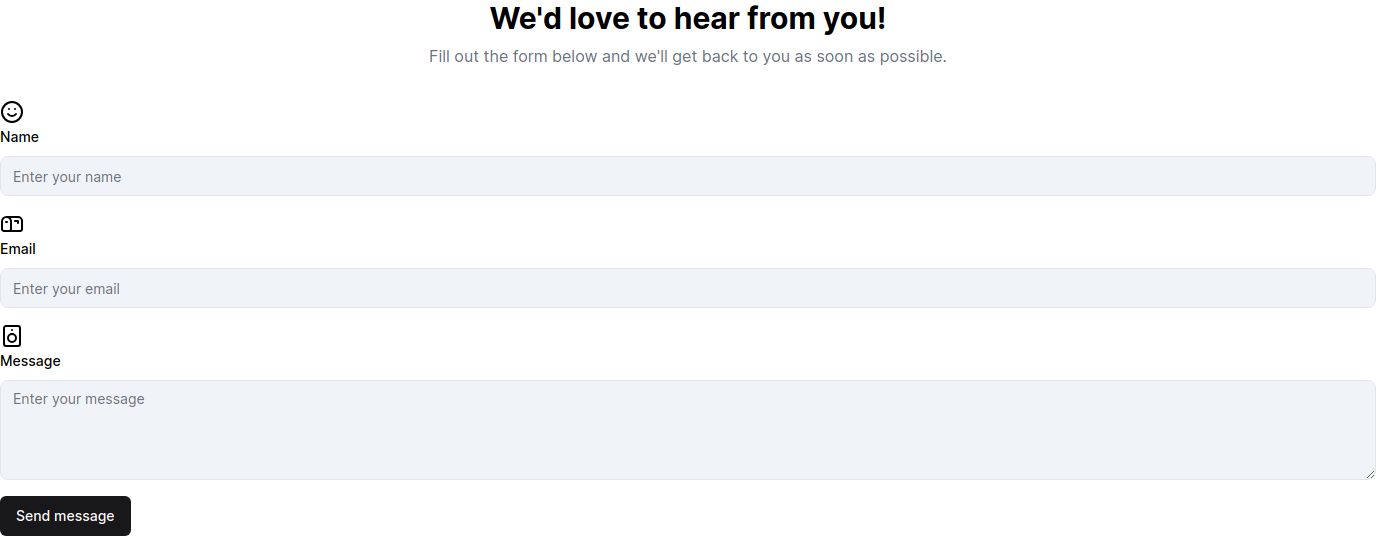 We'd love to hear from you!
Fill out the form below and we'll get back to you as soon as possible.
Name
Enter your name
Email
Enter your email
Message
Enter your message
Send message